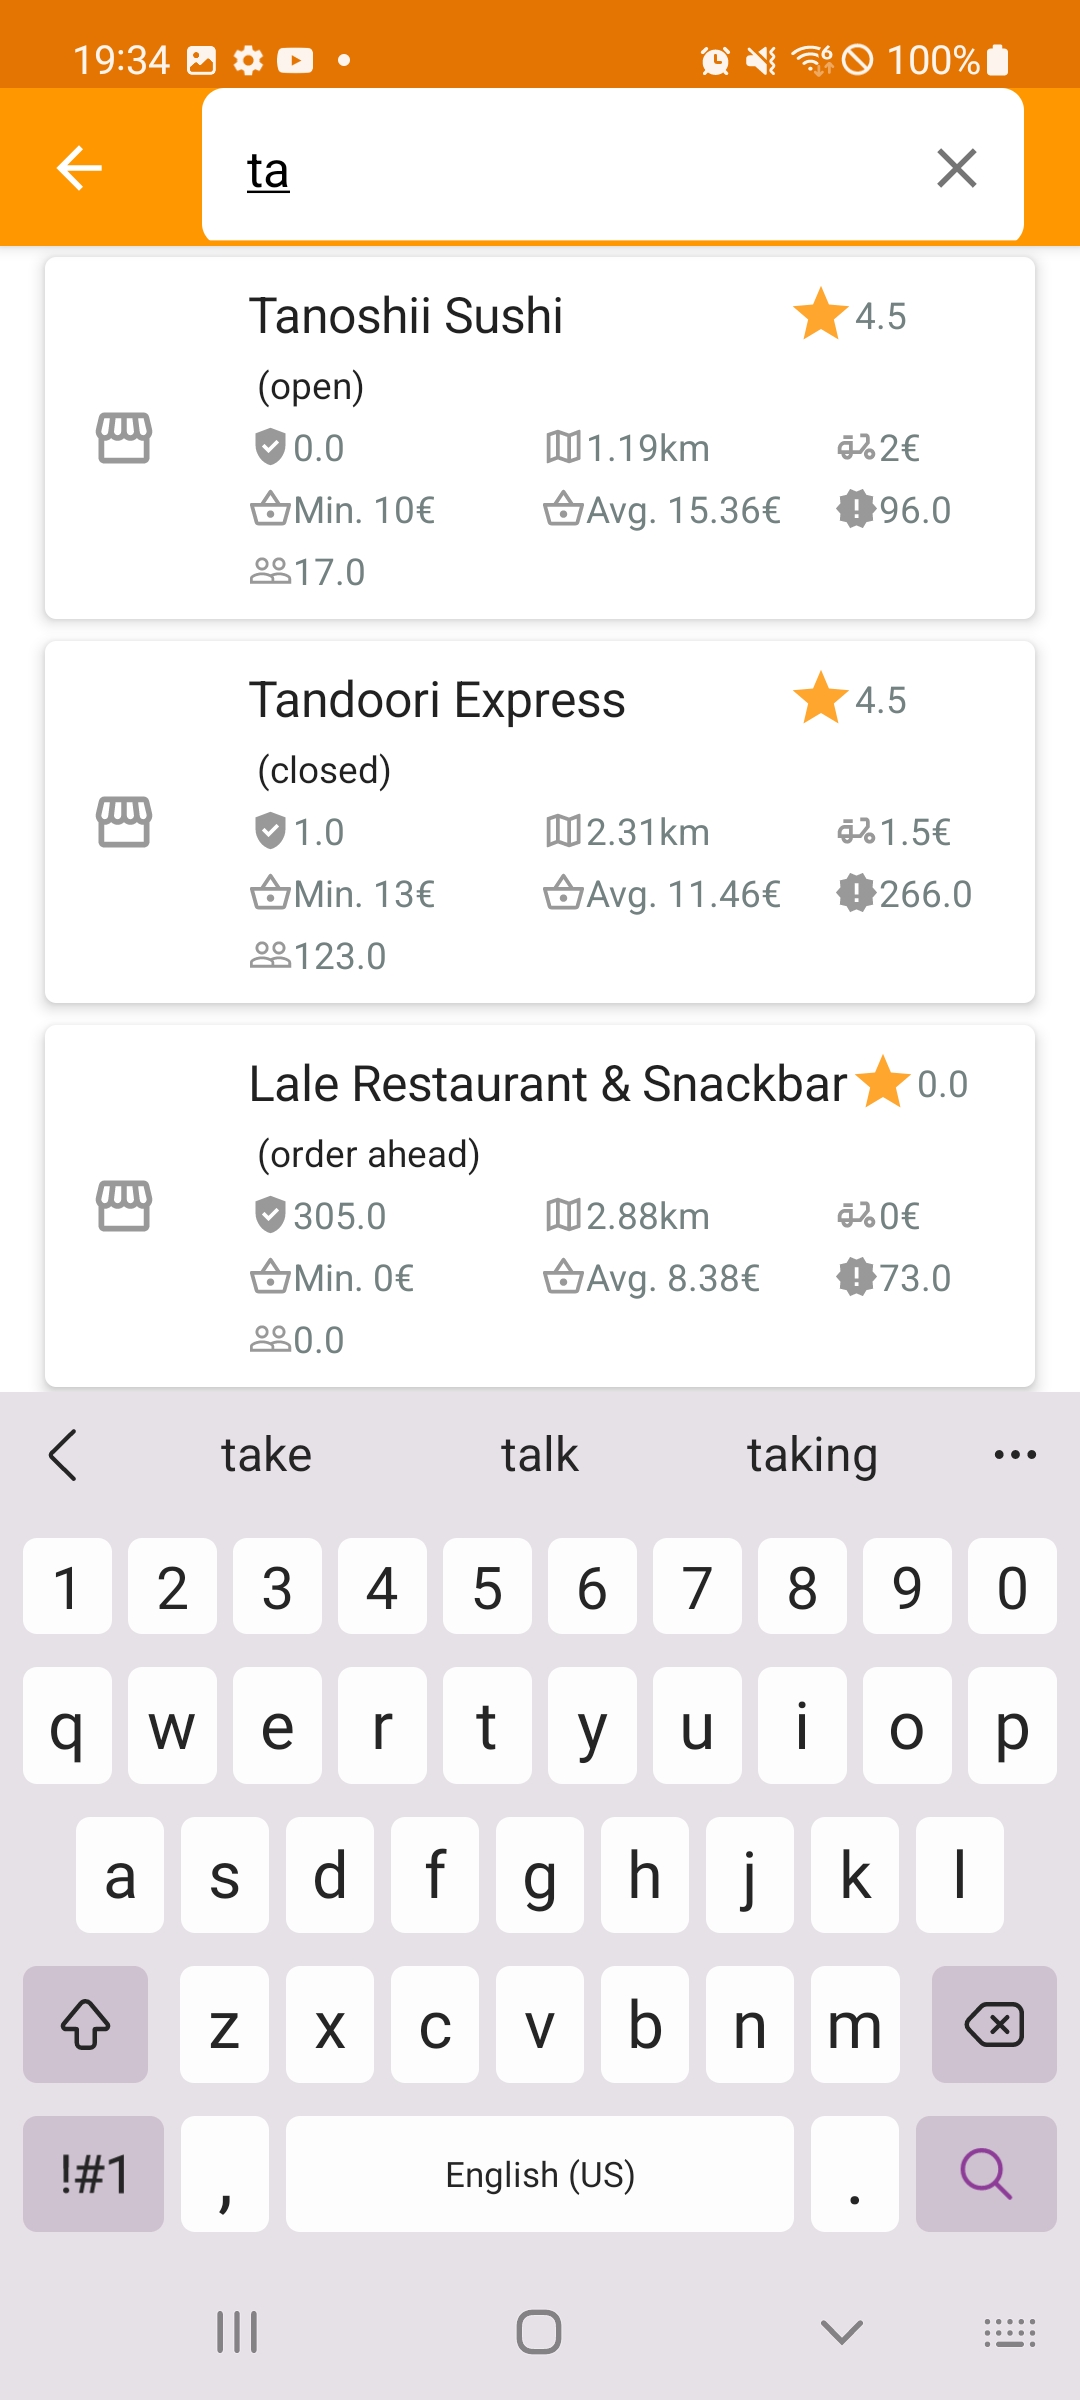 19:34 100%
ta
Tanoshii Sushi 4.5
(open)
0.0 1.19km 2€
Min. 10€ Avg. 15.36€ 96.0
17.0
Tandoori Express 4.5
(closed)
1.0 2.31km 1.5€
Min. 13€ Avg. 11.46€ 266.0
123.0
Lale Restaurant & Snackbar 0.0
(order ahead)
305.0 2.88km 0€
Min. 0€ Avg. 8.38€ 73.0
0.0
take talk taking
1 2 3 4 5 6 7 8 9 0
q w e r t y u i o p
a s d f g h j k l
z x c v b n m
!#1 , English (US) .